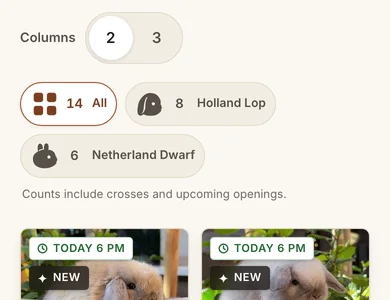 Columns 2 3
14 All 8 Holland Lop
6 Netherland Dwarf
Counts include crosses and upcoming openings.
TODAY 6 PM TODAY 6 PM
NEW NEW